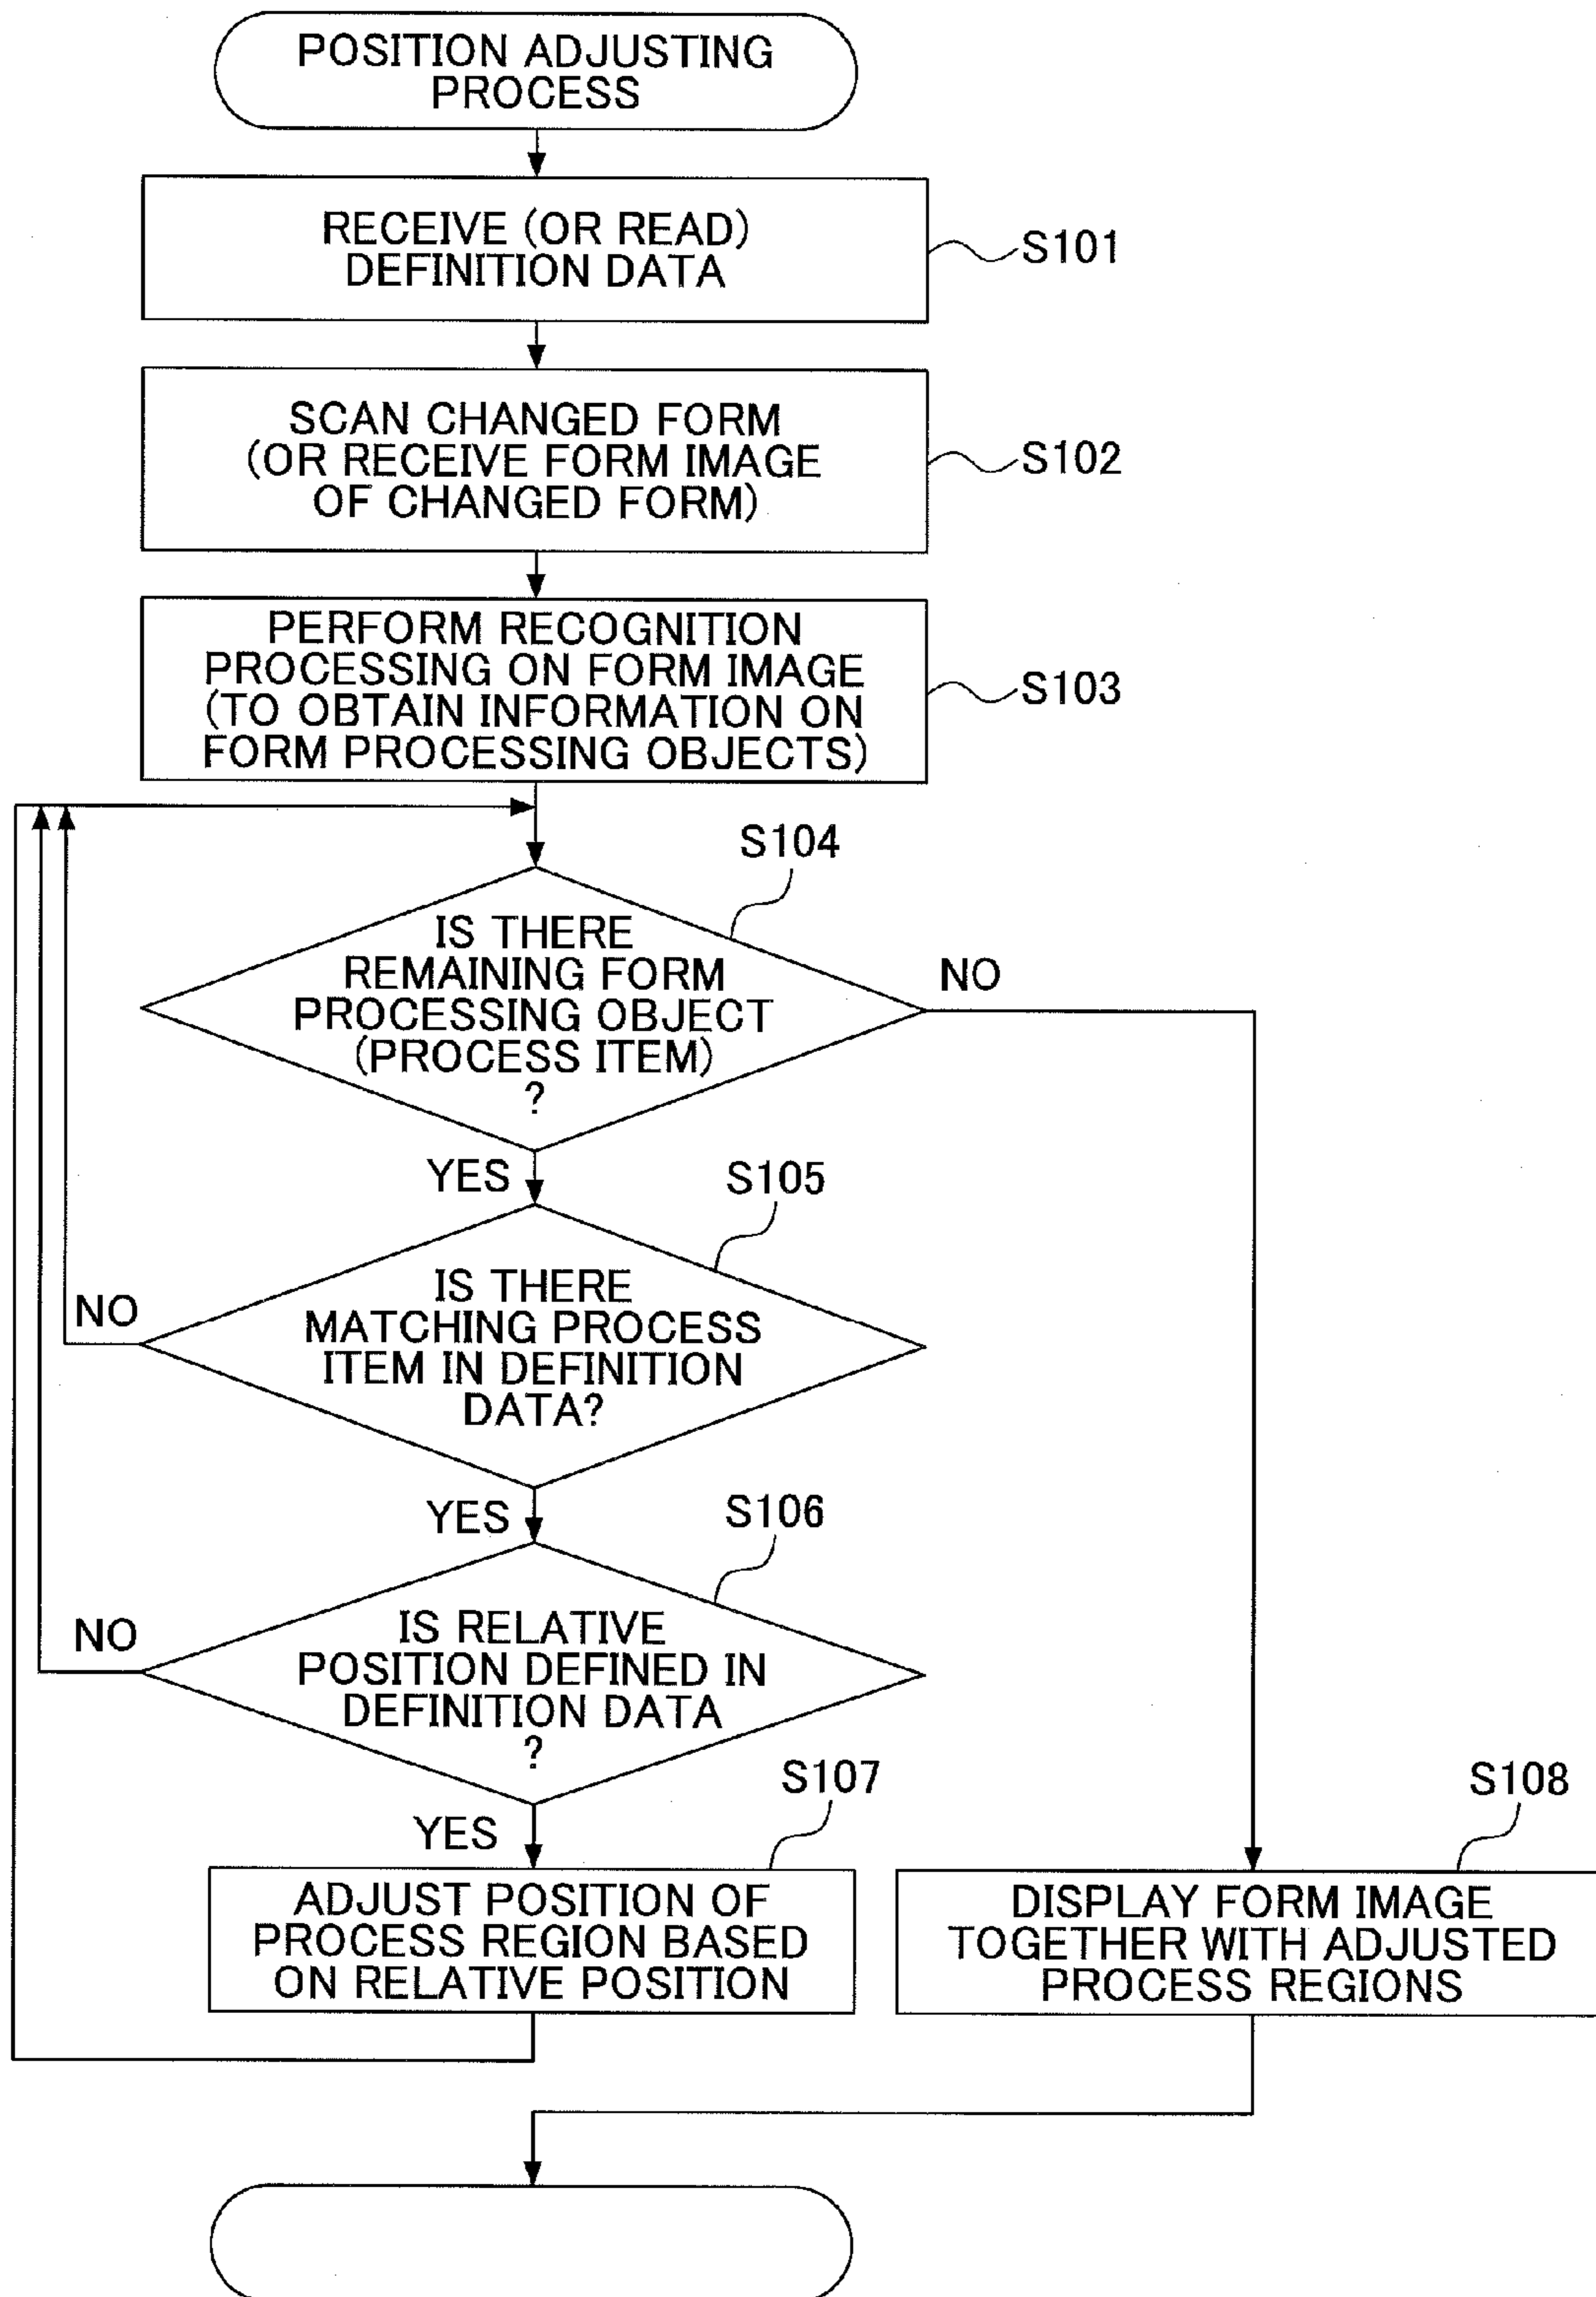 POSITION ADJUSTING
PROCESS
RECEIVE (OR READ)
DEFINITION DATA
S101
SCAN CHANGED FORM
(OR RECEIVE FORM IMAGE
OF CHANGED FORM)
S102
PERFORM RECOGNITION
PROCESSING ON FORM IMAGE
(TO OBTAIN INFORMATION ON
FORM PROCESSING OBJECTS)
S103
S104
IS THERE
REMAINING FORM
PROCESSING OBJECT
(PROCESS ITEM)
?
NO
YES
S105
IS THERE
MATCHING PROCESS
ITEM IN DEFINITION
DATA?
NO
YES
S106
IS RELATIVE
POSITION DEFINED IN
DEFINITION DATA
?
NO
YES
S107
ADJUST POSITION OF
PROCESS REGION BASED
ON RELATIVE POSITION
S108
DISPLAY FORM IMAGE
TOGETHER WITH ADJUSTED
PROCESS REGIONS